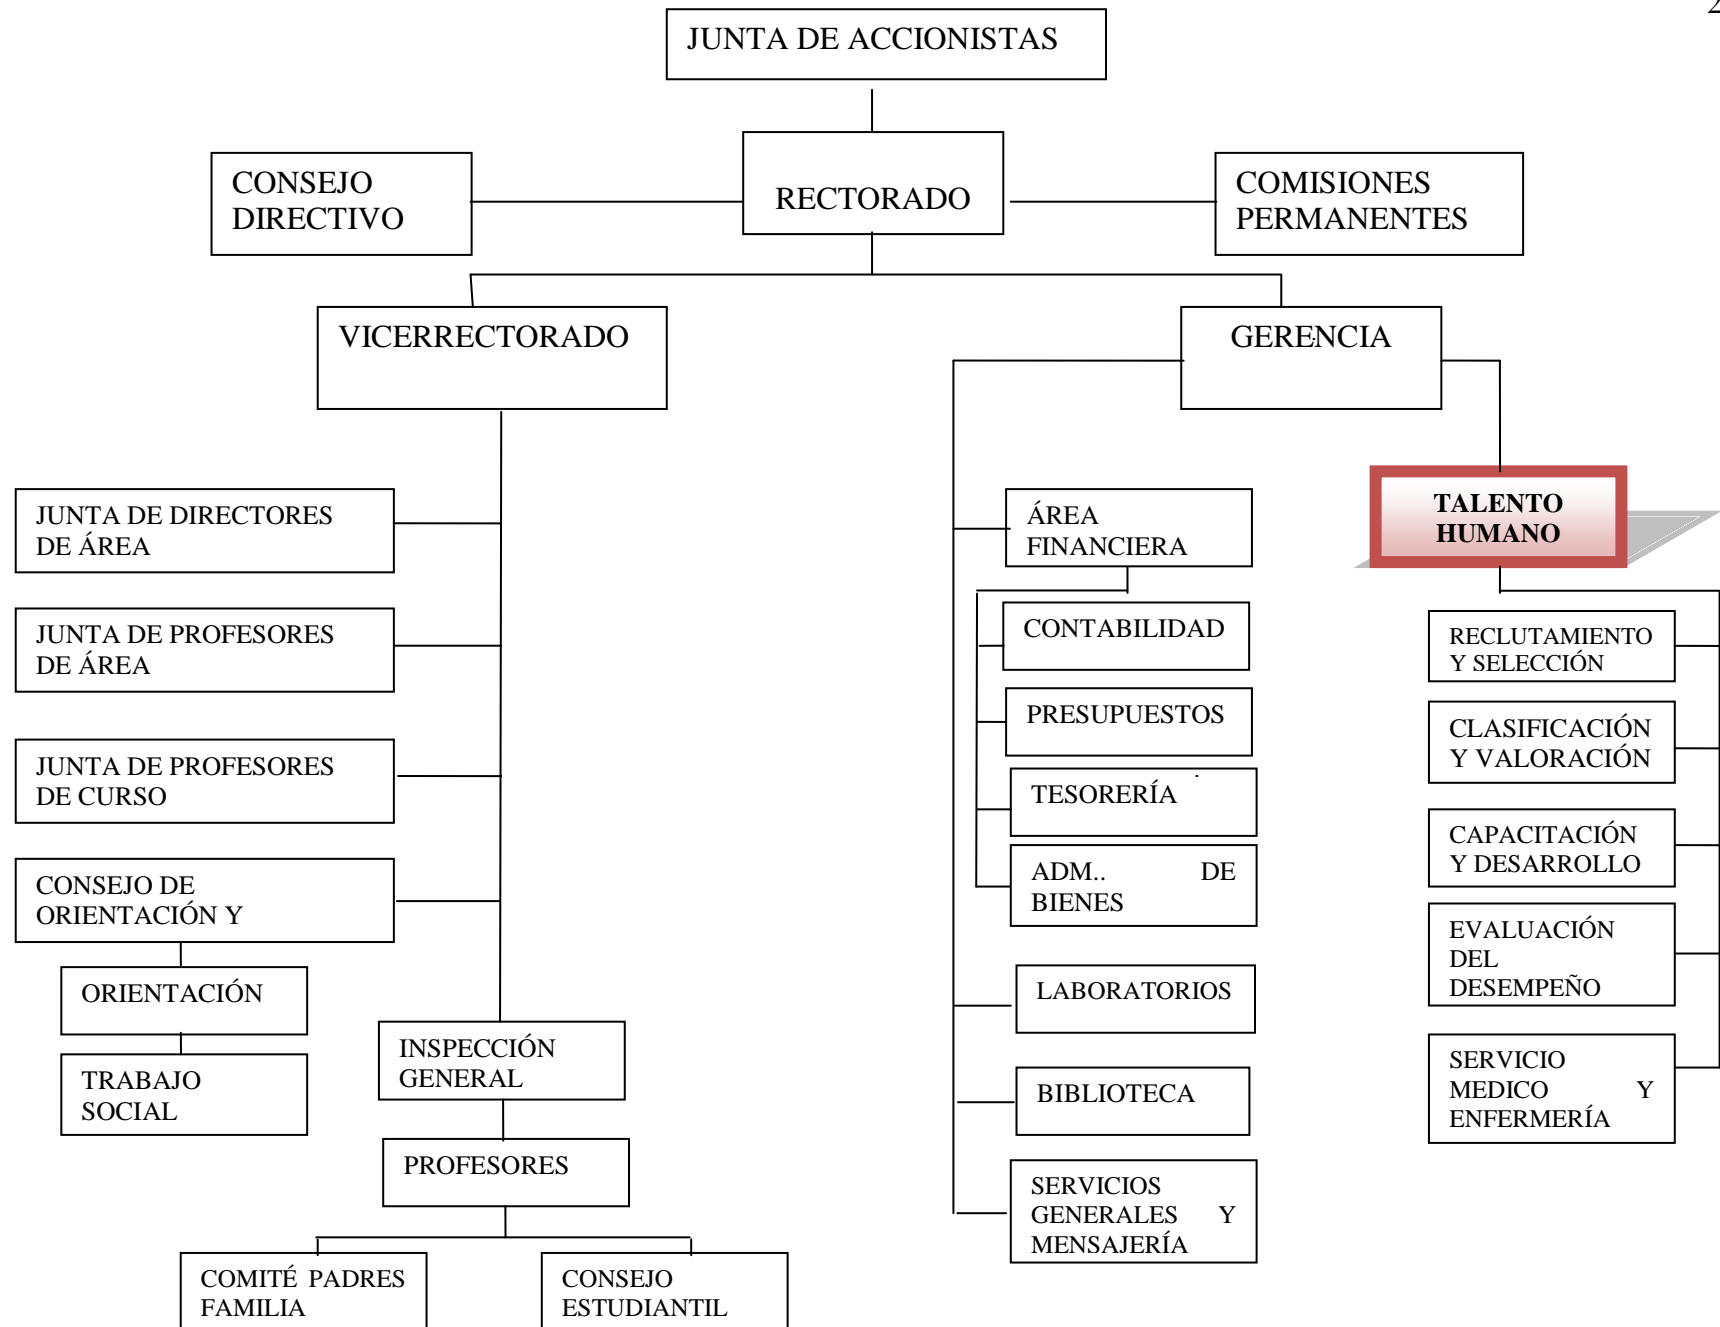 2
JUNTA DE ACCIONISTAS
CONSEJO
DIRECTIVO
RECTORADO
COMISIONES
PERMANENTES
VICERRECTORADO
GERENCIA
JUNTA DE DIRECTORES
DE ÁREA
JUNTA DE PROFESORES
DE ÁREA
JUNTA DE PROFESORES
DE CURSO
CONSEJO DE
ORIENTACIÓN Y
ORIENTACIÓN
TRABAJO
SOCIAL
INSPECCIÓN
GENERAL
PROFESORES
COMITÉ PADRES
FAMILIA
CONSEJO
ESTUDIANTIL
ÁREA
FINANCIERA
CONTABILIDAD
PRESUPUESTOS
TESORERÍA
ADM.. DE
BIENES
LABORATORIOS
BIBLIOTECA
SERVICIOS
GENERALES Y
MENSAJERÍA
TALENTO
HUMANO
RECLUTAMIENTO
Y SELECCIÓN
CLASIFICACIÓN
Y VALORACIÓN
CAPACITACIÓN
Y DESARROLLO
EVALUACIÓN
DEL
DESEMPEÑO
SERVICIO
MEDICO Y
ENFERMERÍA